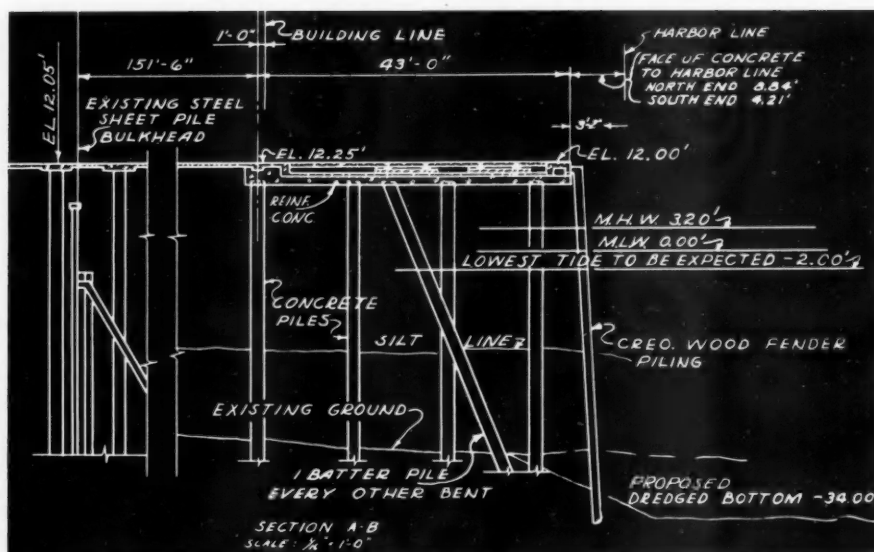 1'-0"
BUILDING LINE
HARBOR LINE
151'-6"
43'-0"
FACE OF CONCRETE
TO HARBOR LINE
NORTH END 8.84'
SOUTH END 4.21'
EL 12.05'
EXISTING STEEL
SHEET PILE
BULKHEAD
EL. 12.25'
EL. 12.00'
REINF.
CONC
M.H.W. 3.20'
M.L.W. 0.00'
LOWEST TIDE TO BE EXPECTED -2.00'
CONCRETE
PILES
SILT LINE
CREO. WOOD FENDER
PILING
EXISTING GROUND
1 BATTER PILE
EVERY OTHER BENT
PROPOSED
DREDGED BOTTOM -34.00
SECTION A-B
SCALE: 1'-0"